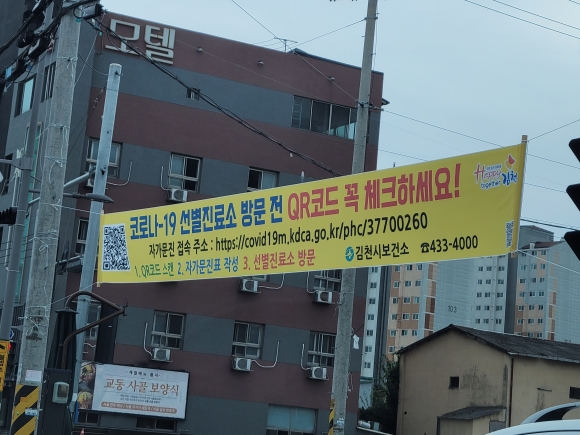 모텔
코로나-19 선별진료소 방문 전 QR코드 꼭 체크하세요!
자가문진 접속 주소 : https://covid19m.kdca.go.kr/phc/37700260
1. QR코드 스캔 2. 자가문진표 작성 3. 선별진료소 방문
김천시보건소 ☎433-4000
Happy
together 김천
교동 사골 보양식